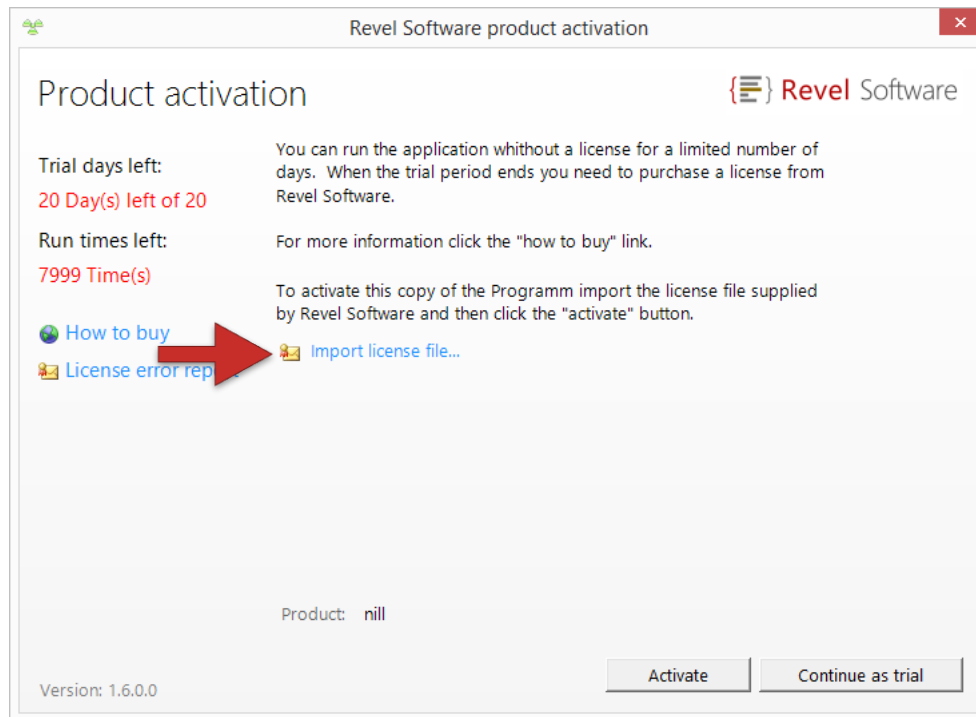 Revel Software product activation
Product activation
{ } Revel Software
Trial days left:
20 Day(s) left of 20
Run times left:
7999 Time(s)
How to buy
License error rep
You can run the application whithout a license for a limited number of
days. When the trial period ends you need to purchase a license from
Revel Software.
For more information click the "how to buy" link.
To activate this copy of the Programm import the license file supplied
by Revel Software and then click the "activate" button.
Import license file...
Product: nill
Version: 1.6.0.0
Activate
Continue as trial